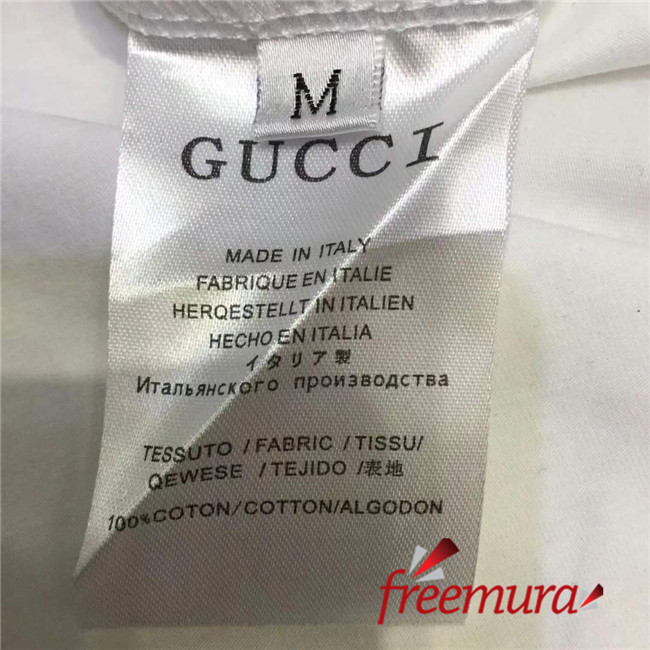 M
GUCCI
MADE IN ITALY
FABRIQUE EN ITALIE
HERQESTELLT IN ITALIEN
HECHO EN ITALIA
イタリア製
Итальянского производства
TESSUTO / FABRIC / TISSU/
QEWESE / TEJIDO /表地
100%COTON/COTTON/ALGODON
freemura